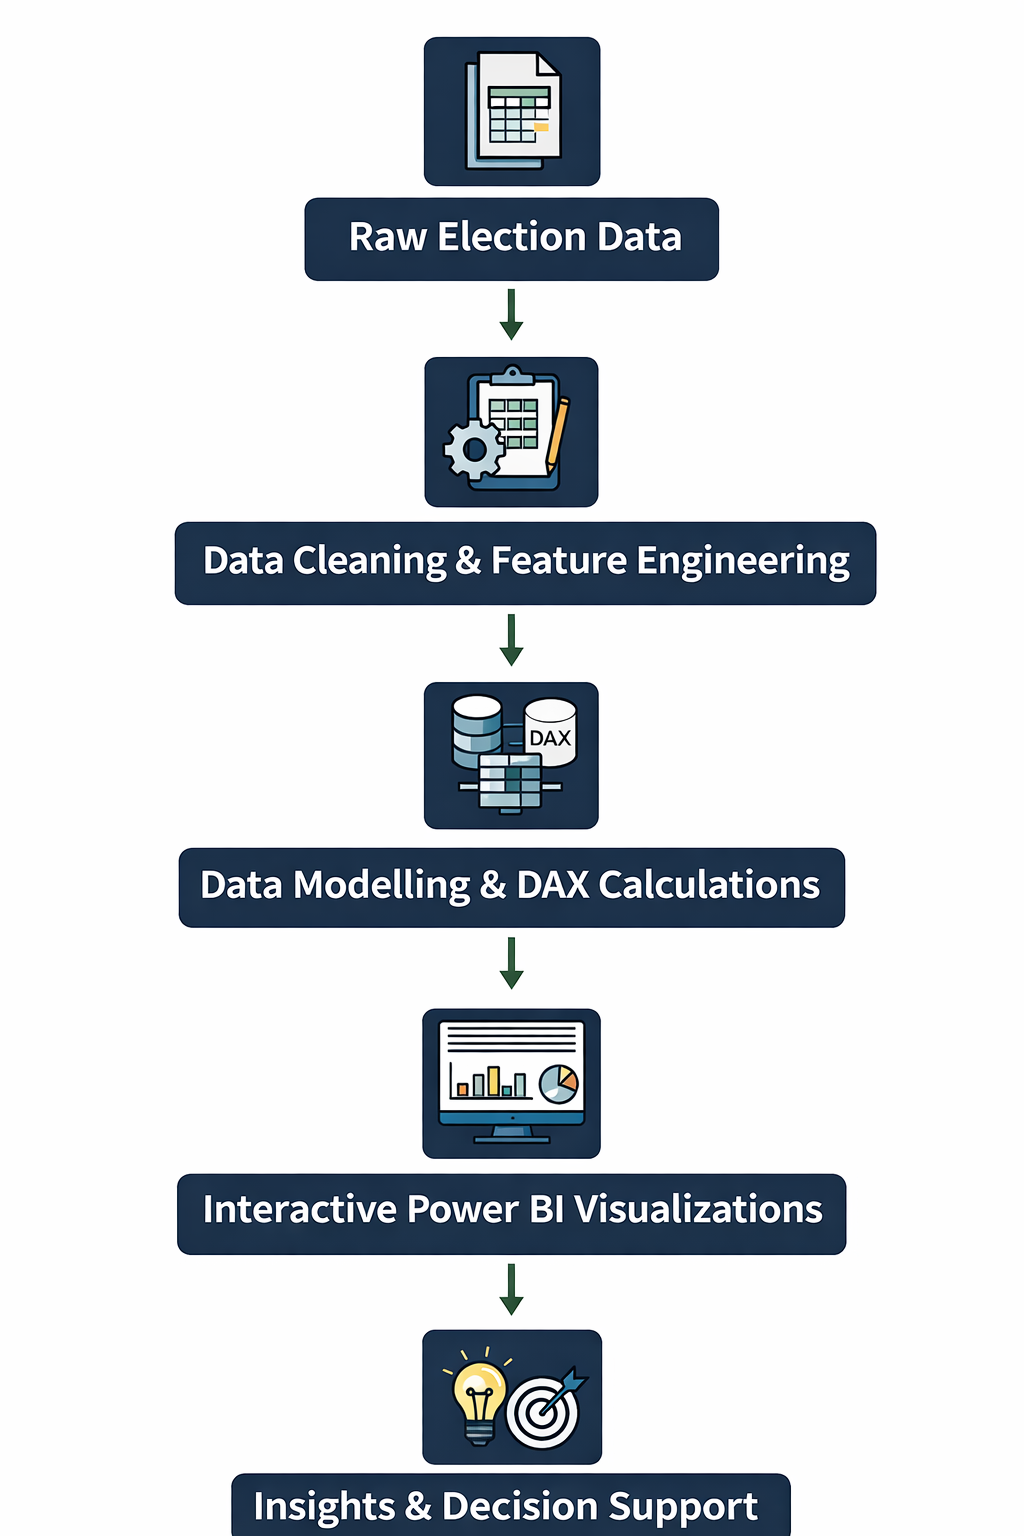 Raw Election Data
Data Cleaning & Feature Engineering
DAX
Data Modelling & DAX Calculations
Interactive Power BI Visualizations
Insights & Decision Support